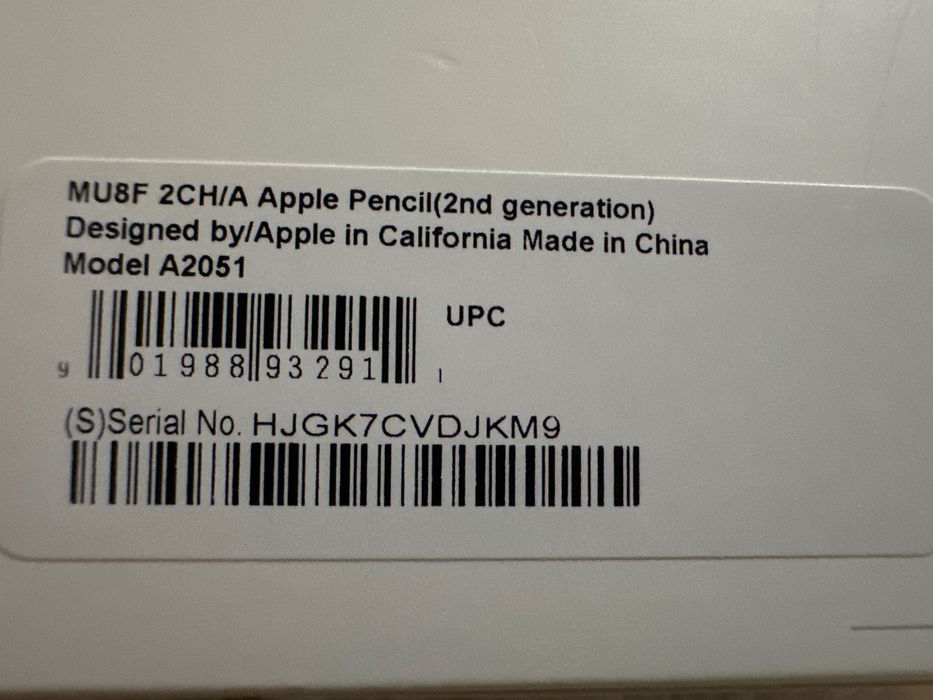 MU8F 2CH/A Apple Pencil(2nd generation)
Designed by/Apple in California Made in China
Model A2051
UPC
9 01988 93291 1
(S)Serial No. HJGK7CVDJKM9